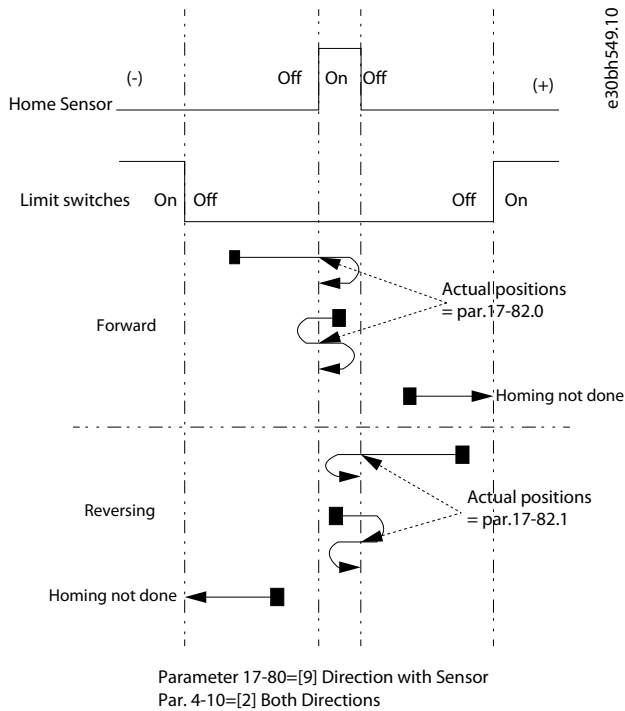 e30bh549.10
(-) Off On Off (+)
Home Sensor
Limit switches On Off Off On
Actual positions
= par.17-82.0
Forward
Homing not done
Actual positions
= par.17-82.1
Reversing
Homing not done
Parameter 17-80=[9] Direction with Sensor
Par. 4-10=[2] Both Directions